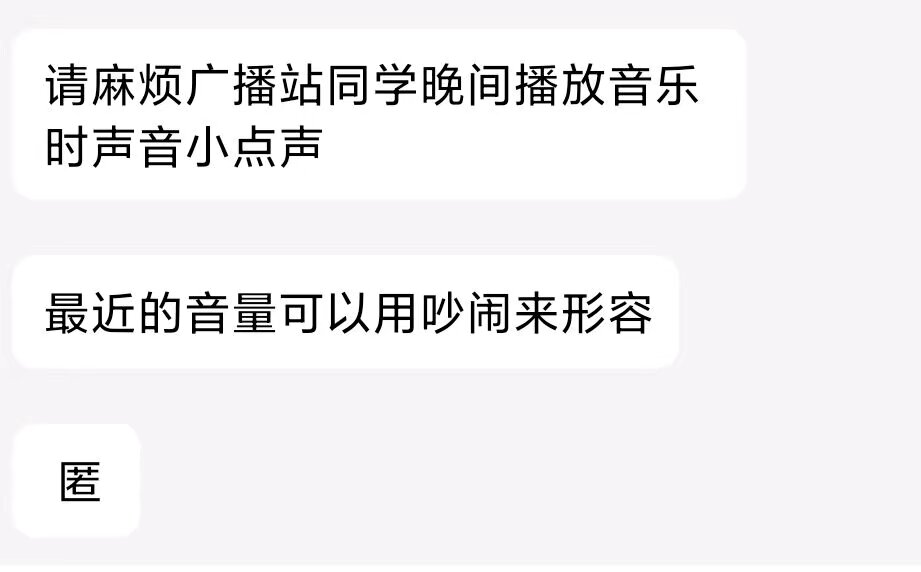 请麻烦广播站同学晚间播放音乐
时声音小点声
最近的音量可以用吵闹来形容
匿